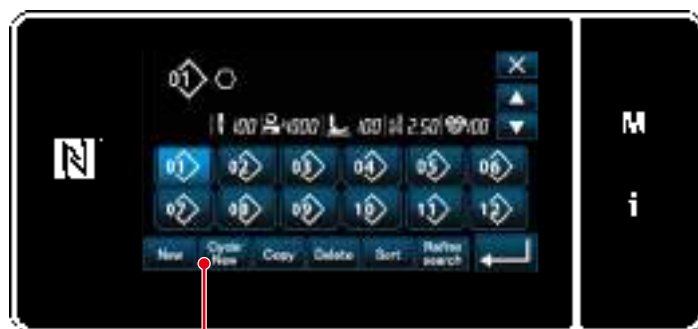 01
100 4000 100 2.50 100
M
01 02 03 04 05 06
i
07 08 09 10 11 12
New Cycle New Copy Delete Sort Refine search